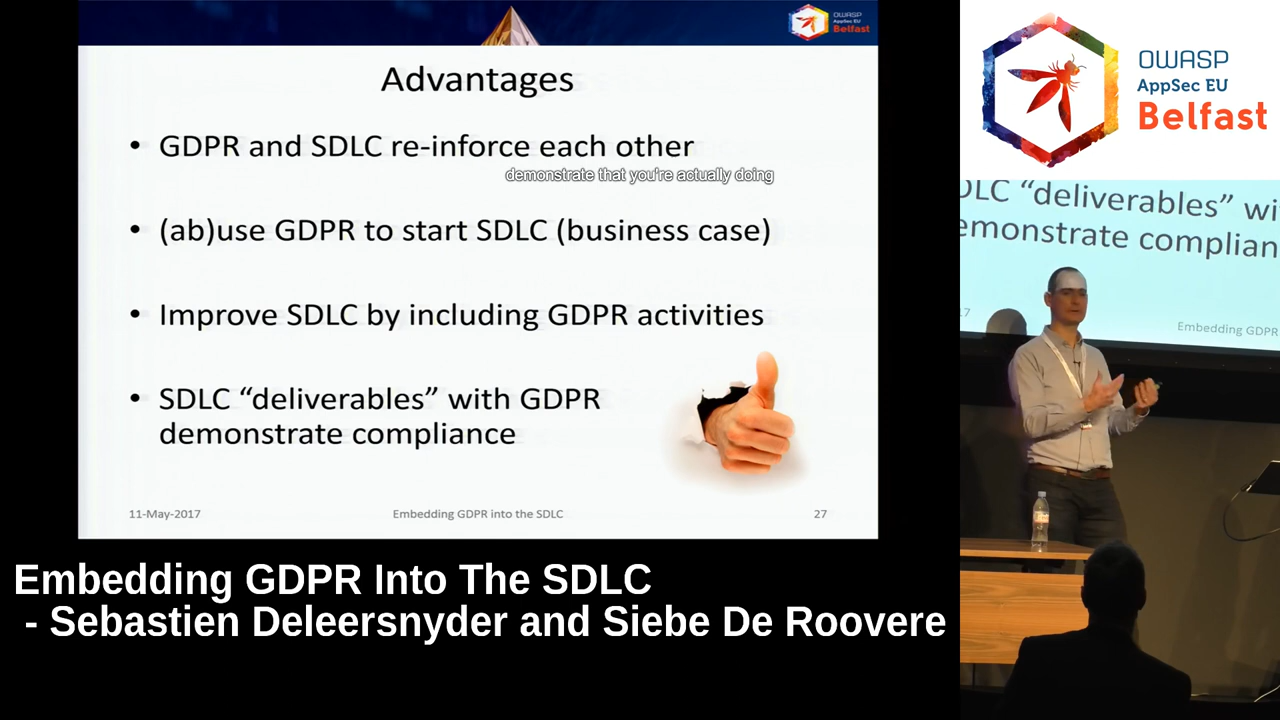 OWASP
AppSec EU
Belfast
Advantages
• GDPR and SDLC re-inforce each other
demonstrate that you're actually doing
• (ab)use GDPR to start SDLC (business case)
• Improve SDLC by including GDPR activities
• SDLC “deliverables” with GDPR
demonstrate compliance
11-May-2017
Embedding GDPR into the SDLC
27
Embedding GDPR Into The SDLC
- Sebastien Deleersnyder and Siebe De Roovere
OWASP
AppSec EU
Belfast
DLC “deliverables” wi
emonstrate complian
17
Embedding GDPR